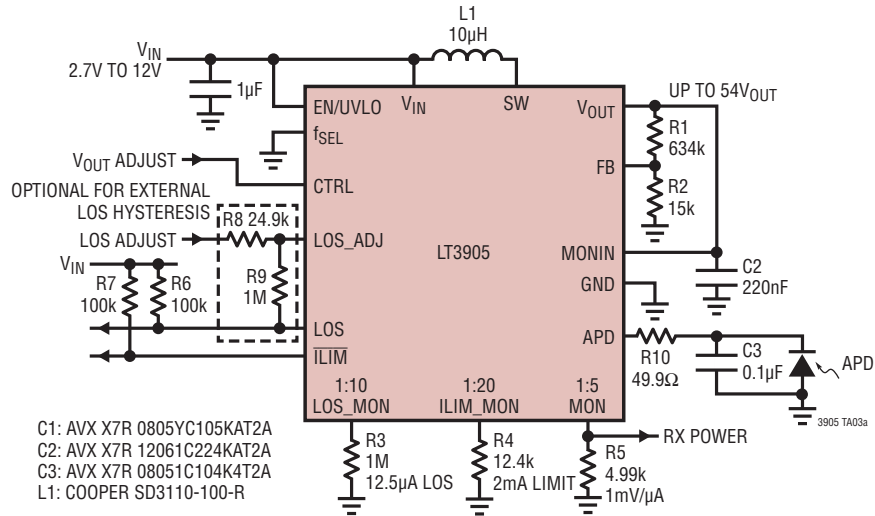 L1
10µH
VIN
2.7V TO 12V
1µF
EN/UVLO
VIN
SW
VOUT
UP TO 54VOUT
fSEL
R1
634k
FB
VOUT ADJUST
CTRL
R2
15k
OPTIONAL FOR EXTERNAL
LOS HYSTERESIS
R8 24.9k
LOS ADJUST
LOS_ADJ
LT3905
MONIN
VIN
R7
100k
R6
100k
R9
1M
GND
C2
220nF
LOS
APD
R10
49.9Ω
C3
0.1µF
APD
ILIM
1:10
LOS_MON
1:20
ILIM_MON
1:5
MON
3905 TA03a
RX POWER
R3
1M
12.5µA LOS
R4
12.4k
2mA LIMIT
R5
4.99k
1mV/µA
C1: AVX X7R 0805YC105KAT2A
C2: AVX X7R 12061C224KAT2A
C3: AVX X7R 08051C104K4T2A
L1: COOPER SD3110-100-R